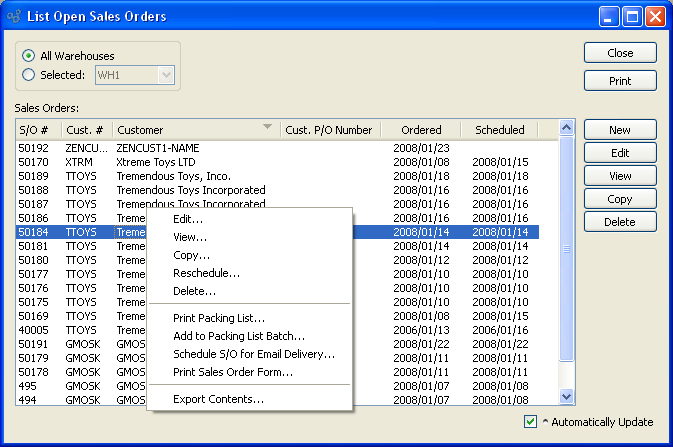 List Open Sales Orders
All Warehouses
Selected: WH1
Close
Print
Sales Orders:
S/O # Cust. # Customer Cust. P/O Number Ordered Scheduled
50192 ZENCU... ZENCUST1-NAME 2008/01/23
50170 XTRM Xtreme Toys LTD 2008/01/08 2008/01/15
50189 TTOYS Tremendous Toys, Inco. 2008/01/18 2008/01/16
50188 TTOYS Tremendous Toys Incorporated 2008/01/16 2008/01/16
50187 TTOYS Tremendous Toys Incorporated 2008/01/16 2008/01/16
50186 TTOYS Treme 2008/01/16 2008/01/16
50184 TTOYS Treme 2008/01/14 2008/01/14
50181 TTOYS Treme 2008/01/14 2008/01/14
50180 TTOYS Treme 2008/01/12 2008/01/12
50177 TTOYS Treme 2008/01/10 2008/01/10
50176 TTOYS Treme 2008/01/10 2008/01/10
50175 TTOYS Treme 2008/01/10 2008/01/10
50169 TTOYS Treme 2008/01/08 2008/01/15
40005 TTOYS Treme 2006/01/13 2006/01/16
50191 GMOSK GMOS 2008/01/22 2008/01/22
50179 GMOSK GMOS 2008/01/11 2008/01/11
50178 GMOSK GMOS 2008/01/11 2008/01/11
495 GMOSK GMOS 2008/01/07 2008/01/08
494 GMOSK GMOS 2008/01/07 2008/01/08
Edit...
View...
Copy...
Reschedule...
Delete...
Print Packing List...
Add to Packing List Batch...
Schedule S/O for Email Delivery...
Print Sales Order Form...
Export Contents...
New
Edit
View
Copy
Delete
^ Automatically Update